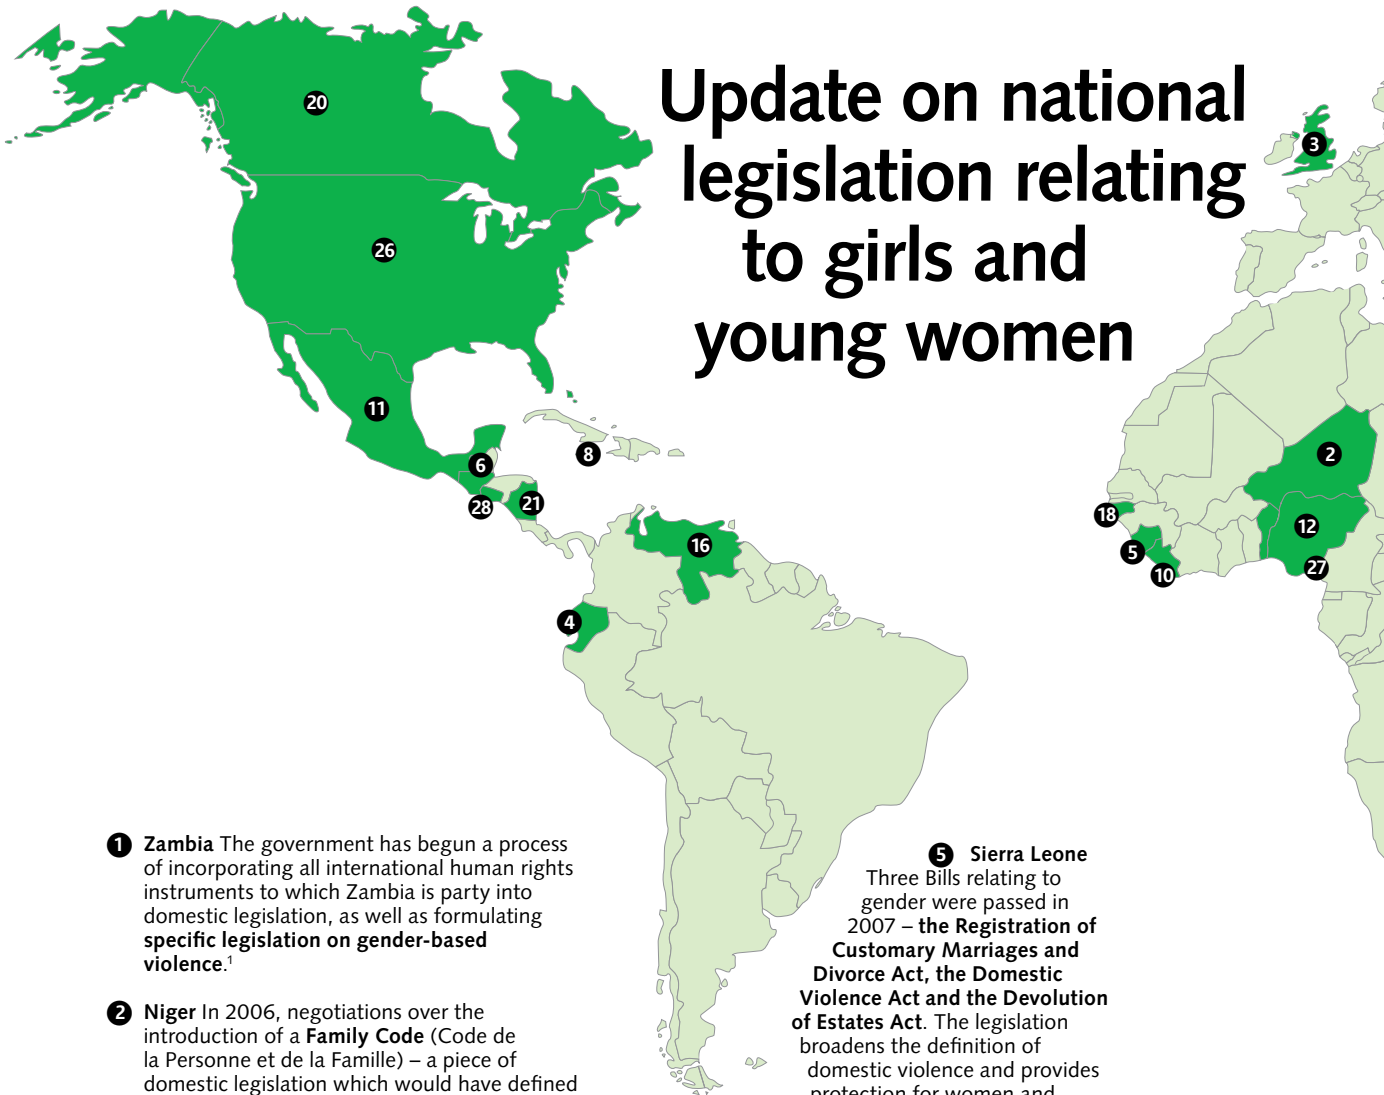 Update on national
legislation relating
to girls and
young women
20
3
26
11
8
6
28
21
2
18
12
5
10
27
16
4
1 Zambia The government has begun a process
of incorporating all international human rights
instruments to which Zambia is party into
domestic legislation, as well as formulating
specific legislation on gender-based
violence.1
2 Niger In 2006, negotiations over the
introduction of a Family Code (Code de
la Personne et de la Famille) – a piece of
domestic legislation which would have defined
5 Sierra Leone
Three Bills relating to
gender were passed in
2007 – the Registration of
Customary Marriages and
Divorce Act, the Domestic
Violence Act and the Devolution
of Estates Act. The legislation
broadens the definition of
domestic violence and provides
protection for women and